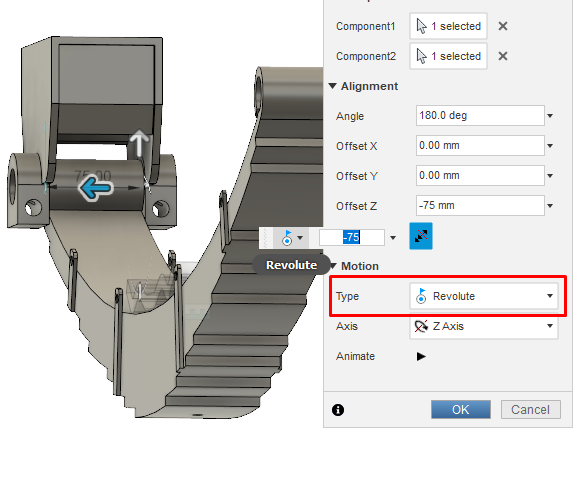 Component1 1 selected
Component2 1 selected
Alignment
Angle 180.0 deg
Offset X 0.00 mm
Offset Y 0.00 mm
Offset Z -75 mm
75.00
-75
Revolute
Motion
Type Revolute
Axis Z Axis
Animate
OK Cancel